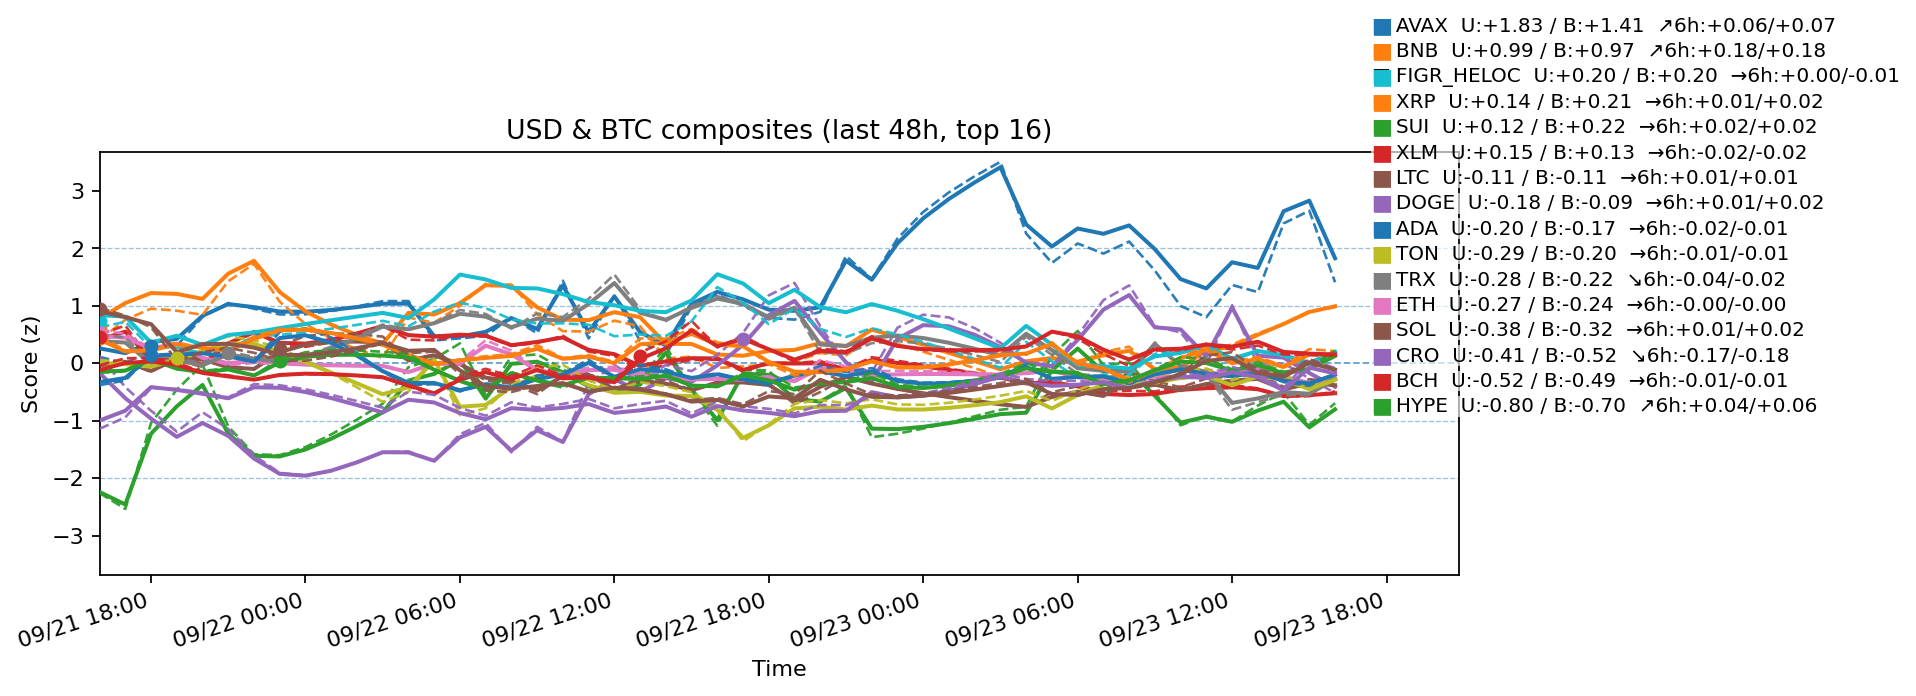 AVAX  U:+1.83 / B:+1.41  ↗6h:+0.06/+0.07
BNB  U:+0.99 / B:+0.97  ↗6h:+0.18/+0.18
FIGR_HELOC  U:+0.20 / B:+0.20  →6h:+0.00/-0.01
XRP  U:+0.14 / B:+0.21  →6h:+0.01/+0.02
SUI  U:+0.12 / B:+0.22  →6h:+0.02/+0.02
XLM  U:+0.15 / B:+0.13  →6h:-0.02/-0.02
LTC  U:-0.11 / B:-0.11  →6h:+0.01/+0.01
DOGE  U:-0.18 / B:-0.09  →6h:+0.01/+0.02
ADA  U:-0.20 / B:-0.17  →6h:-0.02/-0.01
TON  U:-0.29 / B:-0.20  →6h:-0.01/-0.01
TRX  U:-0.28 / B:-0.22  ↘6h:-0.04/-0.02
ETH  U:-0.27 / B:-0.24  →6h:-0.00/-0.00
SOL  U:-0.38 / B:-0.32  →6h:+0.01/+0.02
CRO  U:-0.41 / B:-0.52  ↘6h:-0.17/-0.18
BCH  U:-0.52 / B:-0.49  →6h:-0.01/-0.01
HYPE  U:-0.80 / B:-0.70  ↗6h:+0.04/+0.06
USD & BTC composites (last 48h, top 16)
Score (z)
3
2
1
0
−1
−2
−3
09/21 18:00
09/22 00:00
09/22 06:00
09/22 12:00
09/22 18:00
09/23 00:00
09/23 06:00
09/23 12:00
09/23 18:00
Time